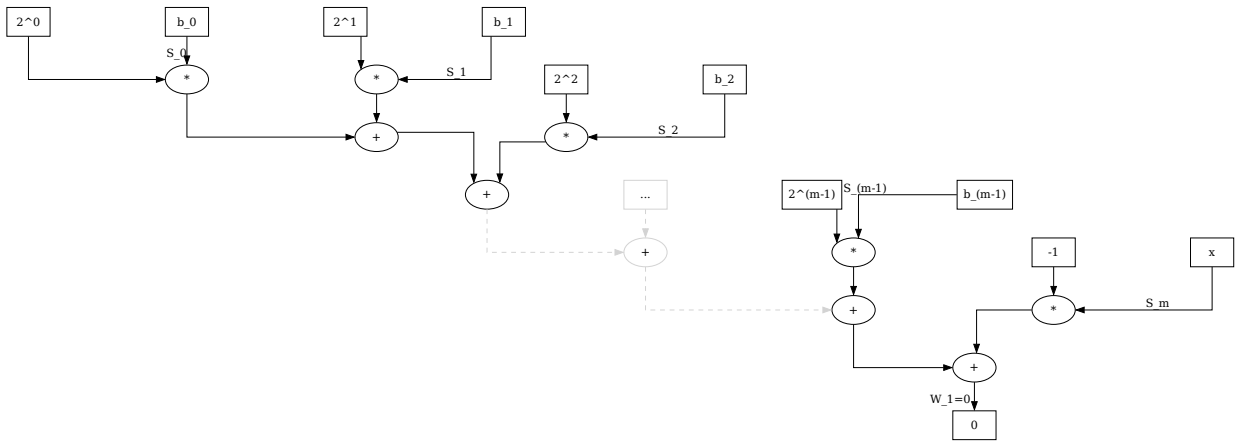 2^0
b_0
2^1
b_1
S_0
*
*
S_1
2^2
b_2
+
*
S_2
+
...
2^(m-1)
S_(m-1)
b_(m-1)
+
*
-1
x
+
*
S_m
+
W_1=0
0